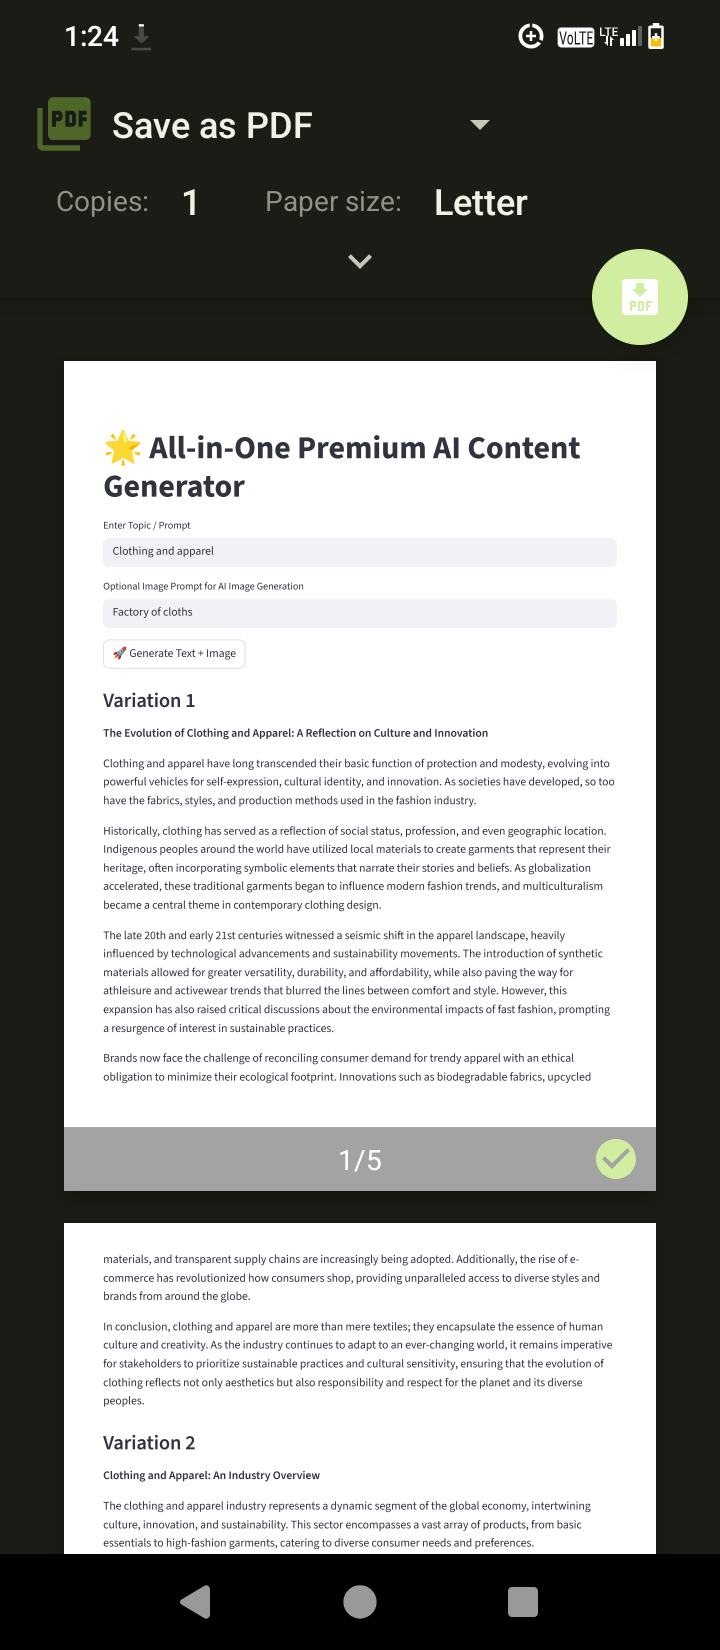 1:24
VoLTE LTE
PDF Save as PDF
Copies: 1 Paper size: Letter
PDF
🌟 All-in-One Premium AI Content
Generator
Enter Topic / Prompt
Clothing and apparel
Optional Image Prompt for AI Image Generation
Factory of cloths
🚀 Generate Text + Image
Variation 1
The Evolution of Clothing and Apparel: A Reflection on Culture and Innovation
Clothing and apparel have long transcended their basic function of protection and modesty, evolving into
powerful vehicles for self-expression, cultural identity, and innovation. As societies have developed, so too
have the fabrics, styles, and production methods used in the fashion industry.
Historically, clothing has served as a reflection of social status, profession, and even geographic location.
Indigenous peoples around the world have utilized local materials to create garments that represent their
heritage, often incorporating symbolic elements that narrate their stories and beliefs. As globalization
accelerated, these traditional garments began to influence modern fashion trends, and multiculturalism
became a central theme in contemporary clothing design.
The late 20th and early 21st centuries witnessed a seismic shift in the apparel landscape, heavily
influenced by technological advancements and sustainability movements. The introduction of synthetic
materials allowed for greater versatility, durability, and affordability, while also paving the way for
athleisure and activewear trends that blurred the lines between comfort and style. However, this
expansion has also raised critical discussions about the environmental impacts of fast fashion, prompting
a resurgence of interest in sustainable practices.
Brands now face the challenge of reconciling consumer demand for trendy apparel with an ethical
obligation to minimize their ecological footprint. Innovations such as biodegradable fabrics, upcycled
1/5
materials, and transparent supply chains are increasingly being adopted. Additionally, the rise of e-
commerce has revolutionized how consumers shop, providing unparalleled access to diverse styles and
brands from around the globe.
In conclusion, clothing and apparel are more than mere textiles; they encapsulate the essence of human
culture and creativity. As the industry continues to adapt to an ever-changing world, it remains imperative
for stakeholders to prioritize sustainable practices and cultural sensitivity, ensuring that the evolution of
clothing reflects not only aesthetics but also responsibility and respect for the planet and its diverse
peoples.
Variation 2
Clothing and Apparel: An Industry Overview
The clothing and apparel industry represents a dynamic segment of the global economy, intertwining
culture, innovation, and sustainability. This sector encompasses a vast array of products, from basic
essentials to high-fashion garments, catering to diverse consumer needs and preferences.